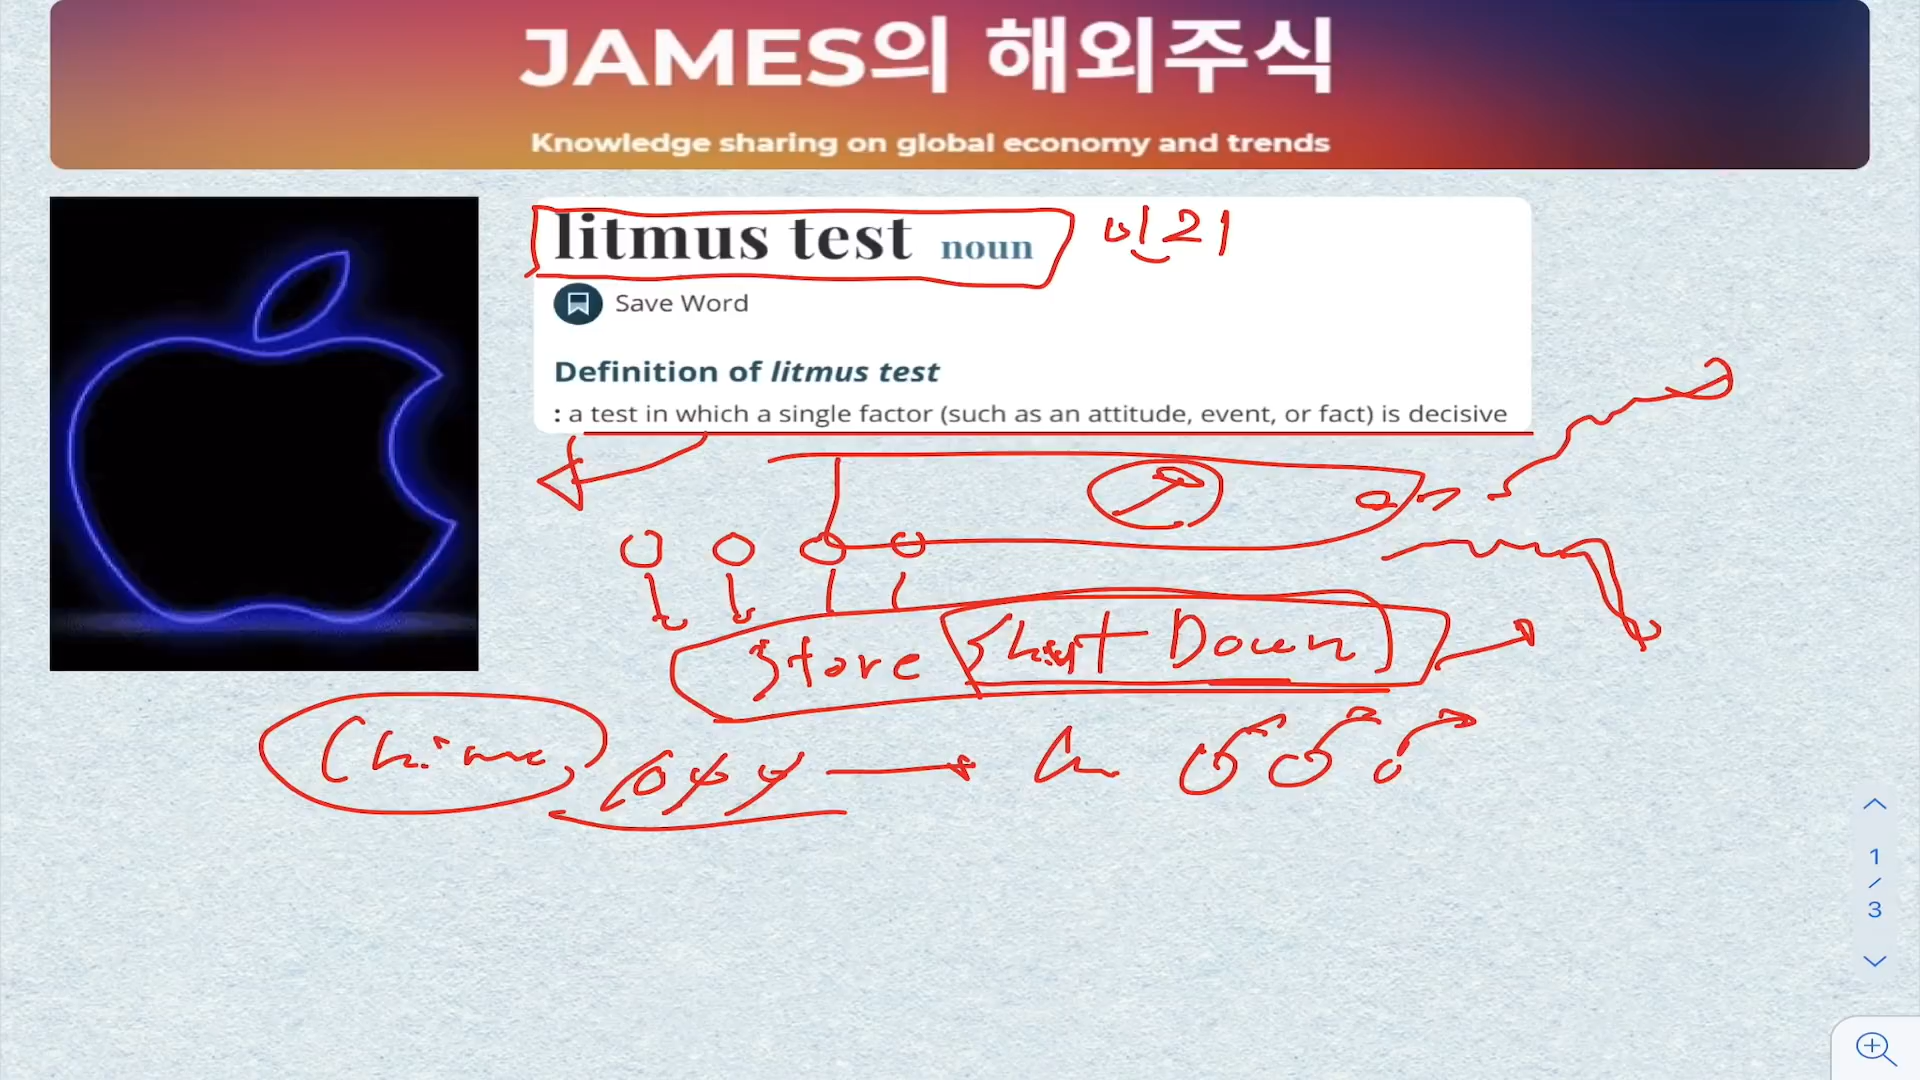 JAMES의 해외주식
Knowledge sharing on global economy and trends
litmus test noun
Save Word
Definition of litmus test
: a test in which a single factor (such as an attitude, event, or fact) is decisive
Store Shut Down
China
1
/
3